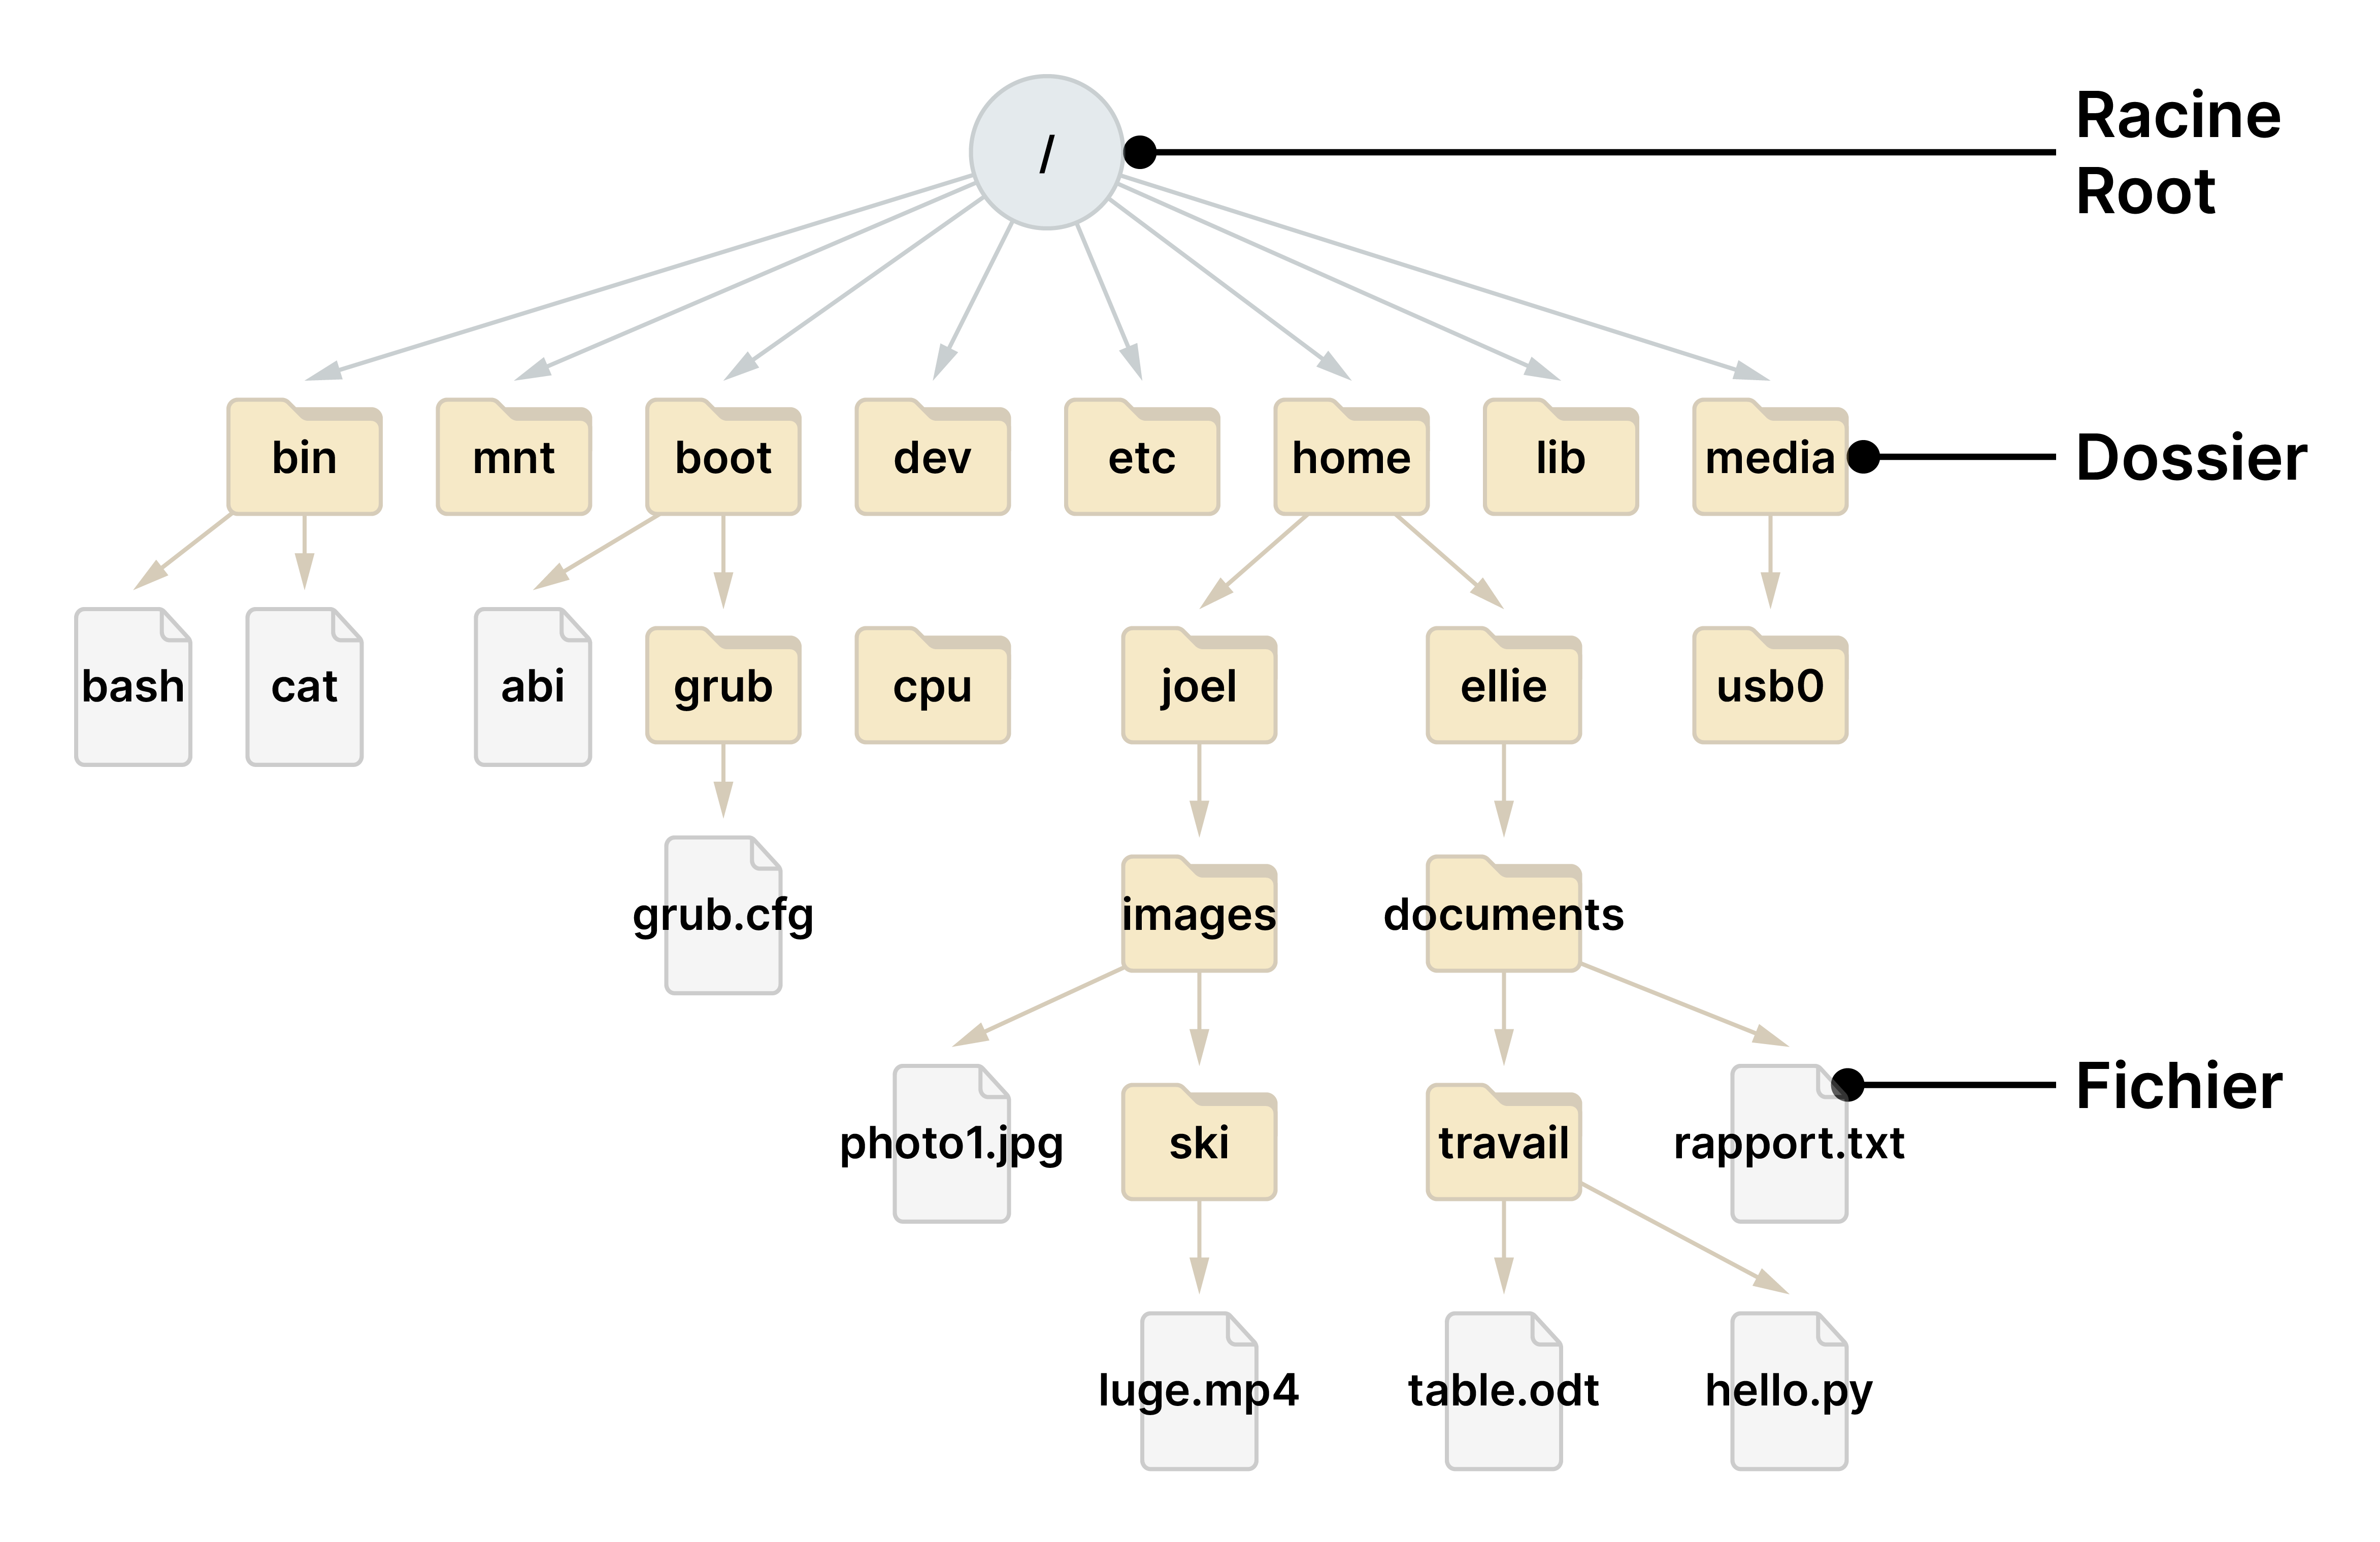 /
Racine
Root
bin
mnt
boot
dev
etc
home
lib
media
Dossier
bash
cat
abi
grub
cpu
joel
ellie
usb0
grub.cfg
images
documents
Fichier
photo1.jpg
ski
travail
rapport.txt
luge.mp4
table.odt
hello.py